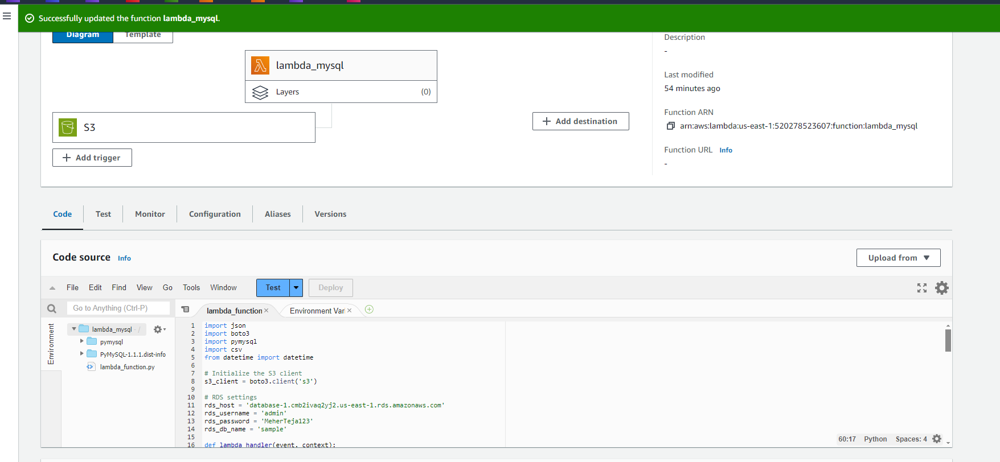 Successfully updated the function lambda_mysql.
Diagram
Template
lambda_mysql
Layers
(0)
S3
Add destination
Add trigger
Description
-
Last modified
54 minutes ago
Function ARN
arn:aws:lambda:us-east-1:520278523607:function:lambda_mysql
Function URL Info
-
Code
Test
Monitor
Configuration
Aliases
Versions
Code source Info
Upload from
File Edit Find View Go Tools Window
Test
Deploy
Go to Anything (Ctrl-P)
lambda_function
Environment Var
Environment
lambda_mysql - /
pymysql
PyMySQL-1.1.1.dist-info
lambda_function.py
1 import json
2 import boto3
3 import pymysql
4 import csv
5 from datetime import datetime
6
7 # Initialize the S3 client
8 s3_client = boto3.client('s3')
9
10 # RDS settings
11 rds_host = 'database-1.cmb2ivaq2yj2.us-east-1.rds.amazonaws.com'
12 rds_username = 'admin'
13 rds_password = 'MeherTeja123'
14 rds_db_name = 'sample'
15
16 def lambda_handler(event, context):
60:17 Python Spaces: 4